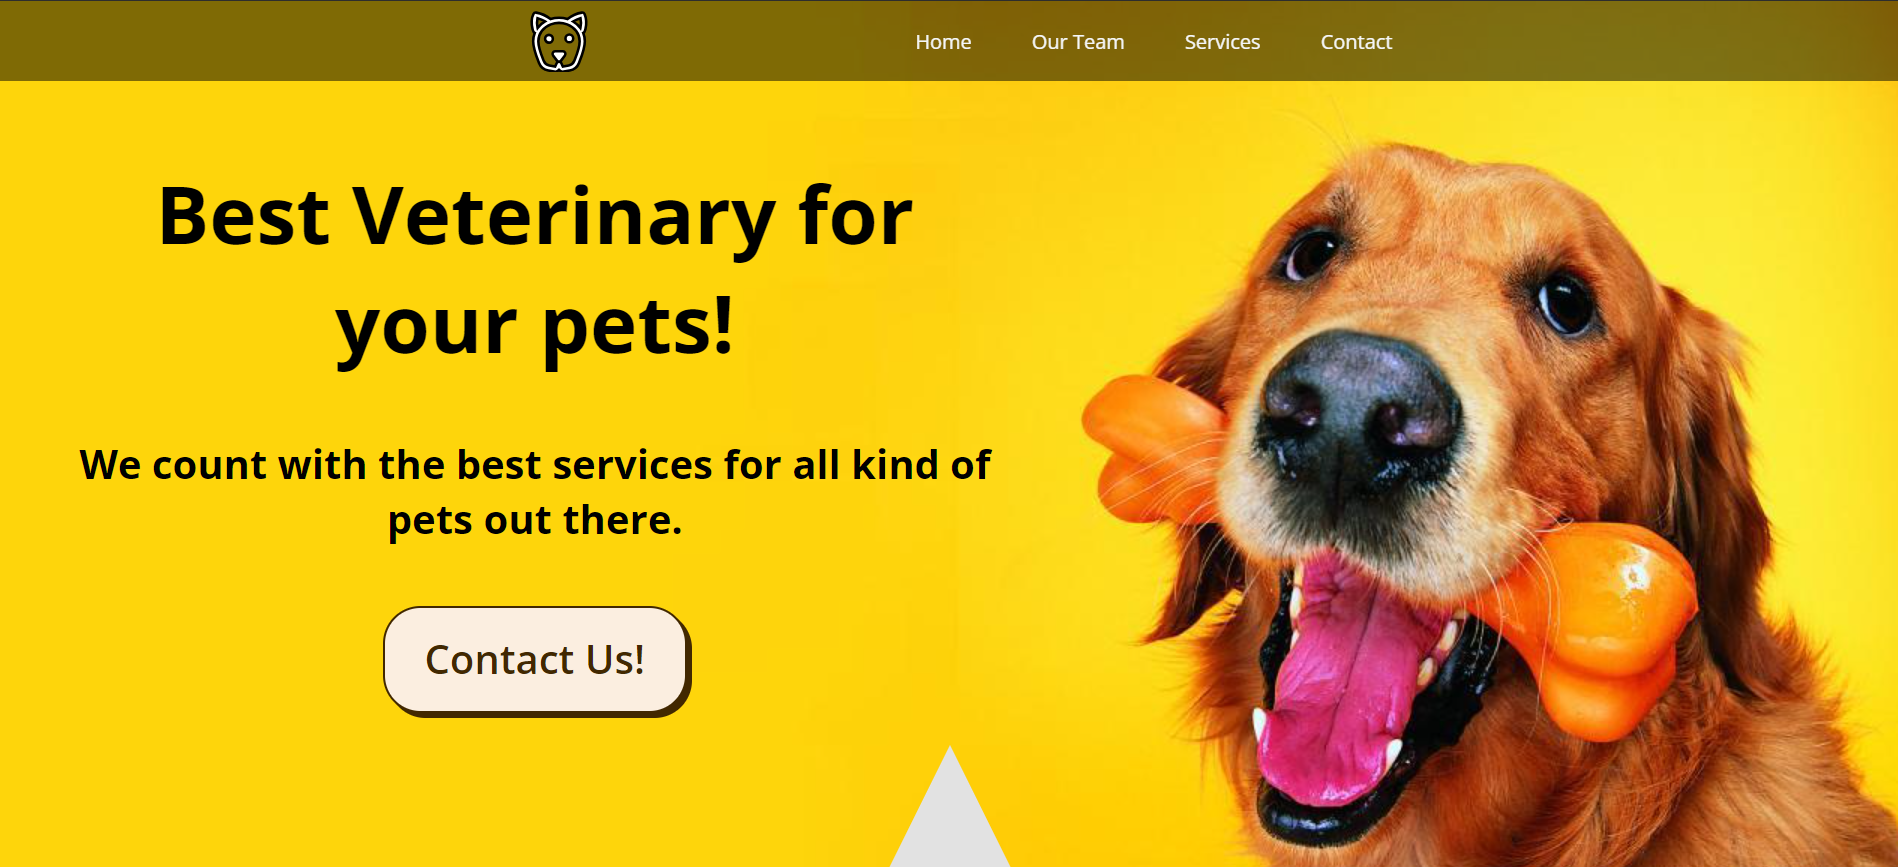 Home Our Team Services Contact
Best Veterinary for
your pets!
We count with the best services for all kind of
pets out there.
Contact Us!